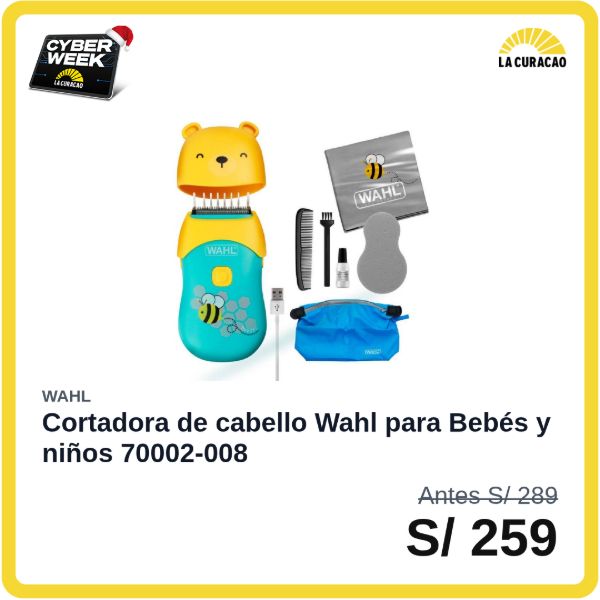 CYBER
WEEK
LA CURACAO
LA CURACAO
WAHL
WAHL
WAHL
Cortadora de cabello Wahl para Bebés y
niños 70002-008
Antes S/ 289
S/ 259